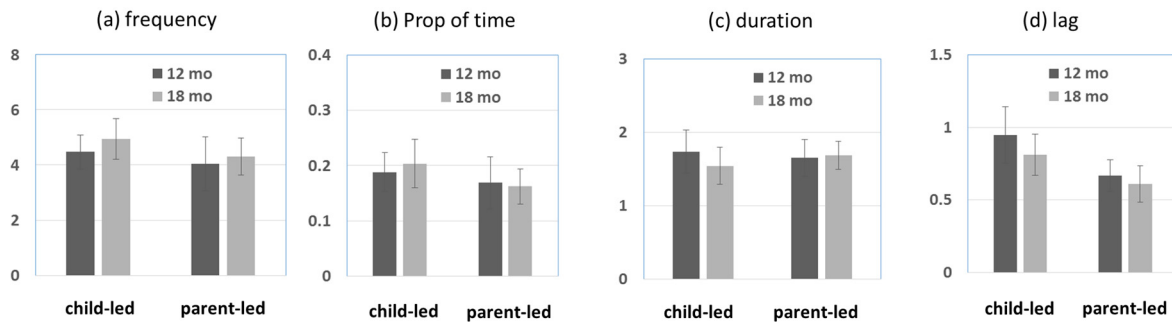 (a) frequency
8
6
4
2
0
12 mo
18 mo
child-led
parent-led
(b) Prop of time
0.4
0.3
0.2
0.1
0
12 mo
18 mo
child-led
parent-led
(c) duration
3
2
1
0
12 mo
18 mo
child-led
parent-led
(d) lag
1.5
1
0.5
0
12 mo
18 mo
child-led
parent-led